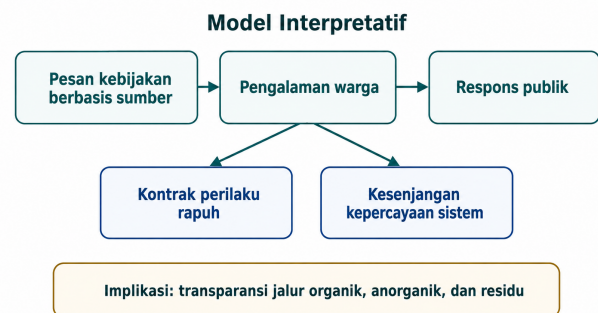 Model Interpretatif
Pesan kebijakan
berbasis sumber
Pengalaman warga
Respons publik
Kontrak perilaku
rapuh
Kesenjangan
kepercayaan sistem
Implikasi: transparansi jalur organik, anorganik, dan residu